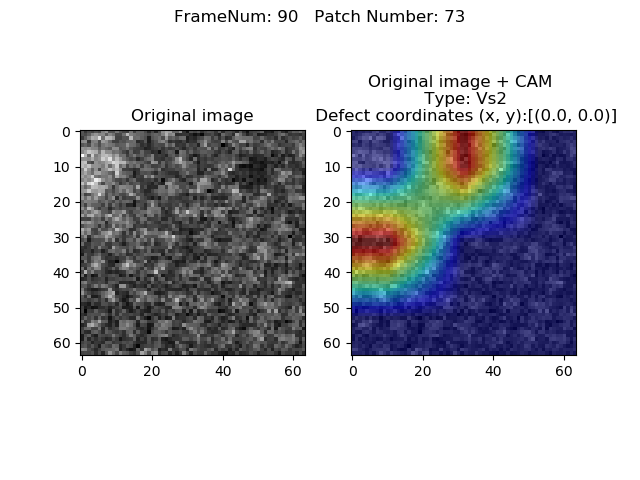 FrameNum: 90   Patch Number: 73
Original image
Original image + CAM
Type: Vs2
Defect coordinates (x, y):[(0.0, 0.0)]
0
10
20
30
40
50
60
0 20 40 60
0
10
20
30
40
50
60
0 20 40 60